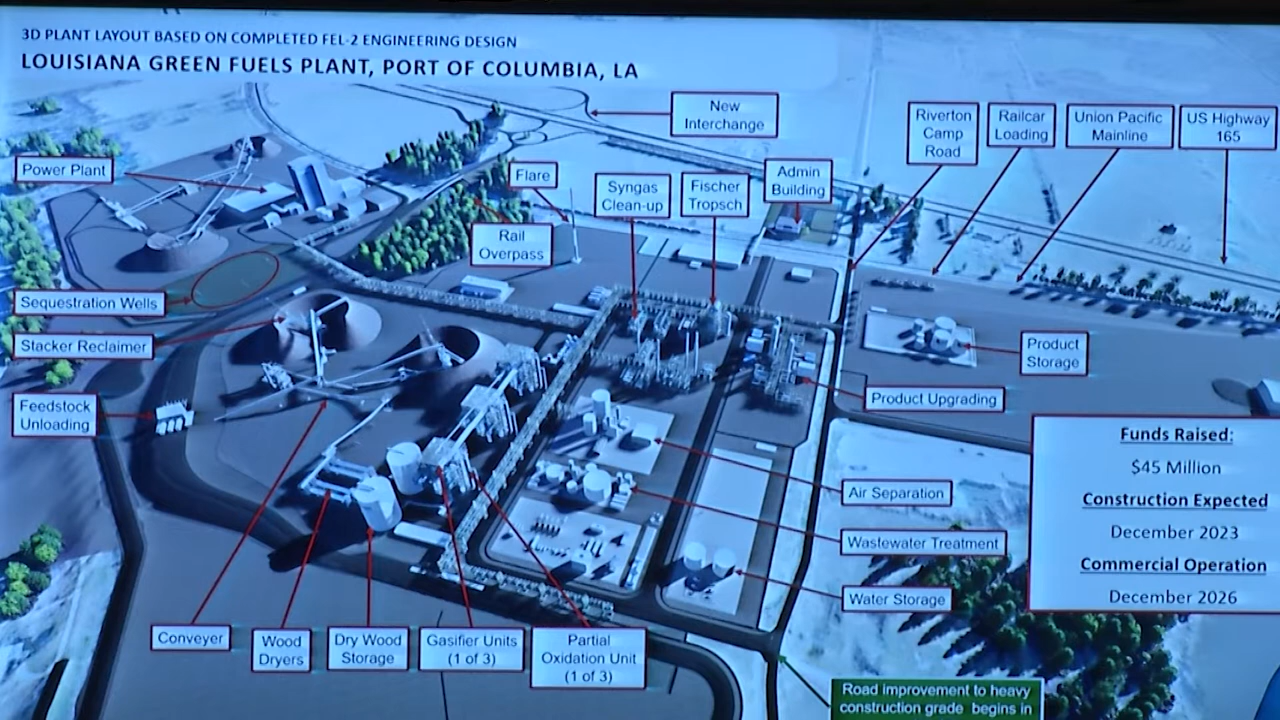 3D PLANT LAYOUT BASED ON COMPLETED FEL-2 ENGINEERING DESIGN
LOUISIANA GREEN FUELS PLANT, PORT OF COLUMBIA, LA
New
Interchange
Riverton
Camp
Road
Railcar
Loading
Union Pacific
Mainline
US Highway
165
Power Plant
Flare
Syngas
Clean-up
Fischer
Tropsch
Admin
Building
Rail
Overpass
Sequestration Wells
Stacker Reclaimer
Product
Storage
Feedstock
Unloading
Product Upgrading
Funds Raised:
$45 Million
Construction Expected
December 2023
Commercial Operation
December 2026
Air Separation
Wastewater Treatment
Water Storage
Conveyer
Wood
Dryers
Dry Wood
Storage
Gasifier Units
(1 of 3)
Partial
Oxidation Unit
(1 of 3)
Road improvement to heavy
construction grade begins in